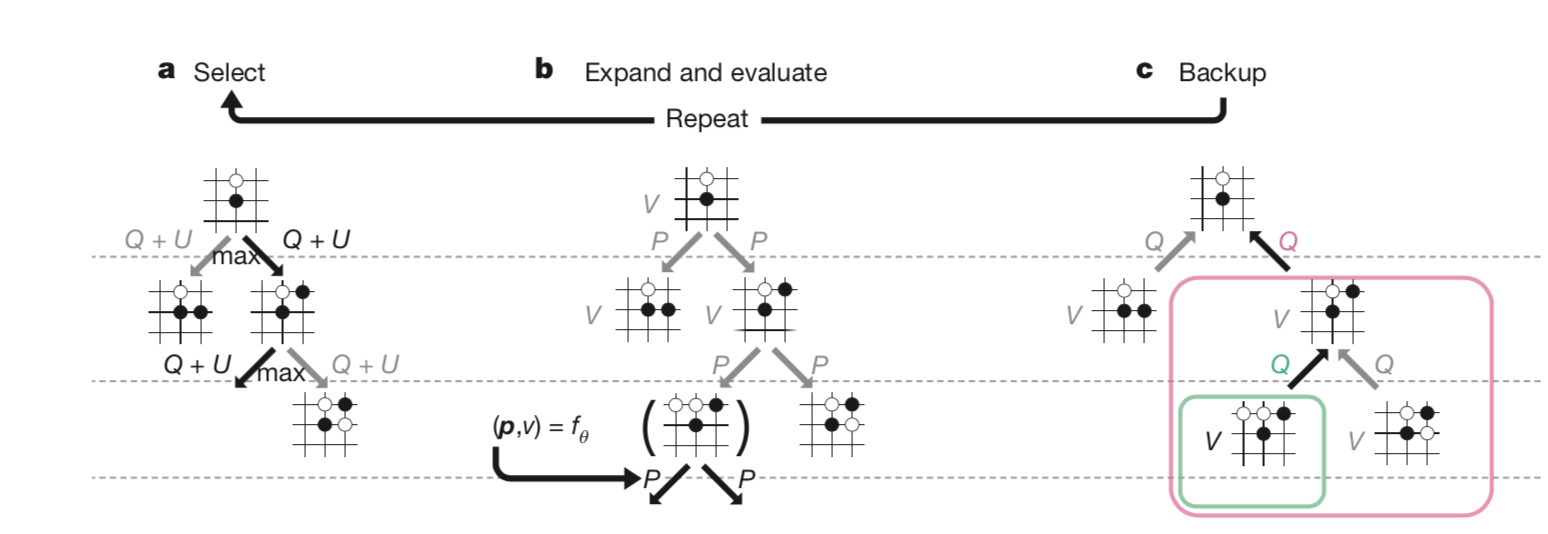 a Select
b Expand and evaluate
c Backup
Repeat
Q + U
max
Q + U
Q + U
max
Q + U
V
P
P
V
V
P
P
(p,v) = fθ
( )
P
P
Q
Q
V
V
Q
Q
V
V